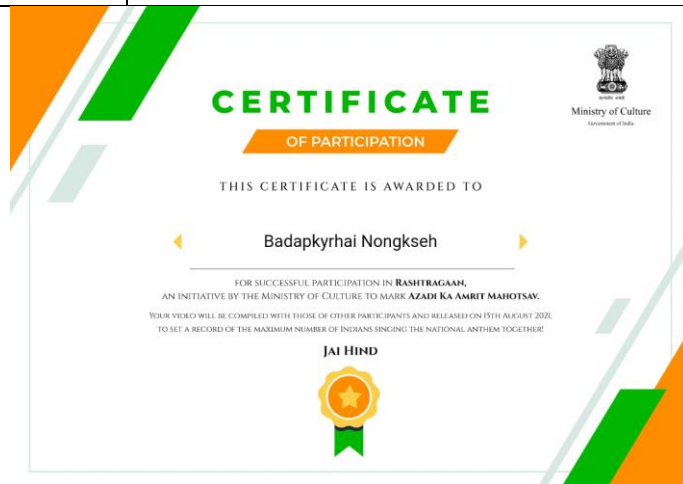 CERTIFICATE
OF PARTICIPATION
Ministry of Culture
Government of India
THIS CERTIFICATE IS AWARDED TO
Badapkyrhai Nongkseh
FOR SUCCESSFUL PARTICIPATION IN RASHTRAGAAN,
AN INITIATIVE BY THE MINISTRY OF CULTURE TO MARK AZADI KA AMRIT MAHOTSAV.
YOUR VIDEO WILL BE COMPILED WITH THOSE OF OTHER PARTICIPANTS AND RELEASED ON 15TH AUGUST 2021,
TO SET A RECORD OF THE MAXIMUM NUMBER OF INDIANS SINGING THE NATIONAL ANTHEM TOGETHER!
JAI HIND